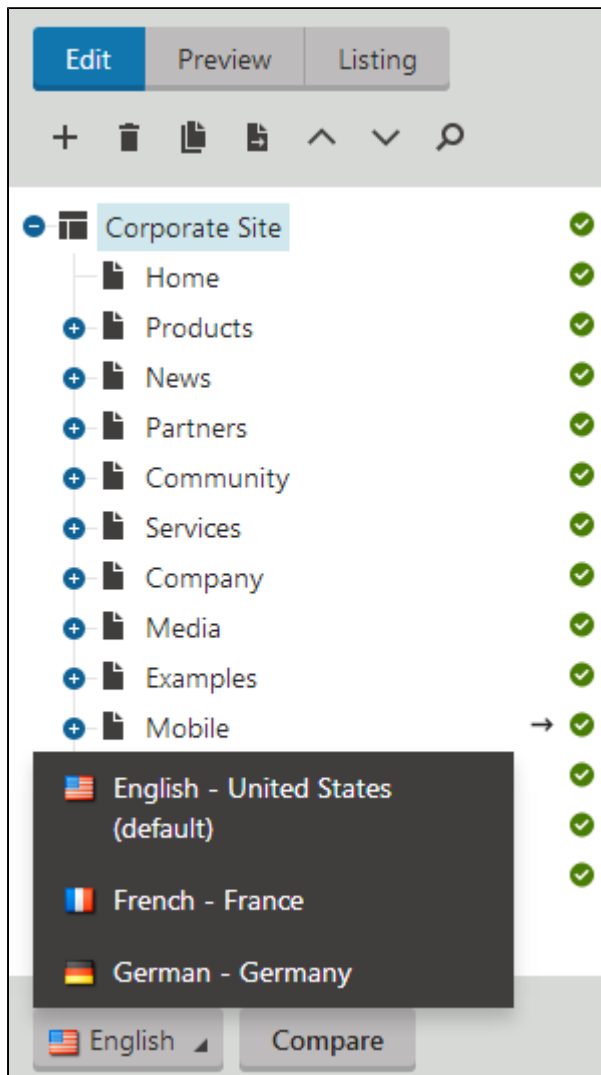 Edit Preview Listing
Corporate Site
Home
Products
News
Partners
Community
Services
Company
Media
Examples
Mobile
English - United States
(default)
French - France
German - Germany
English Compare